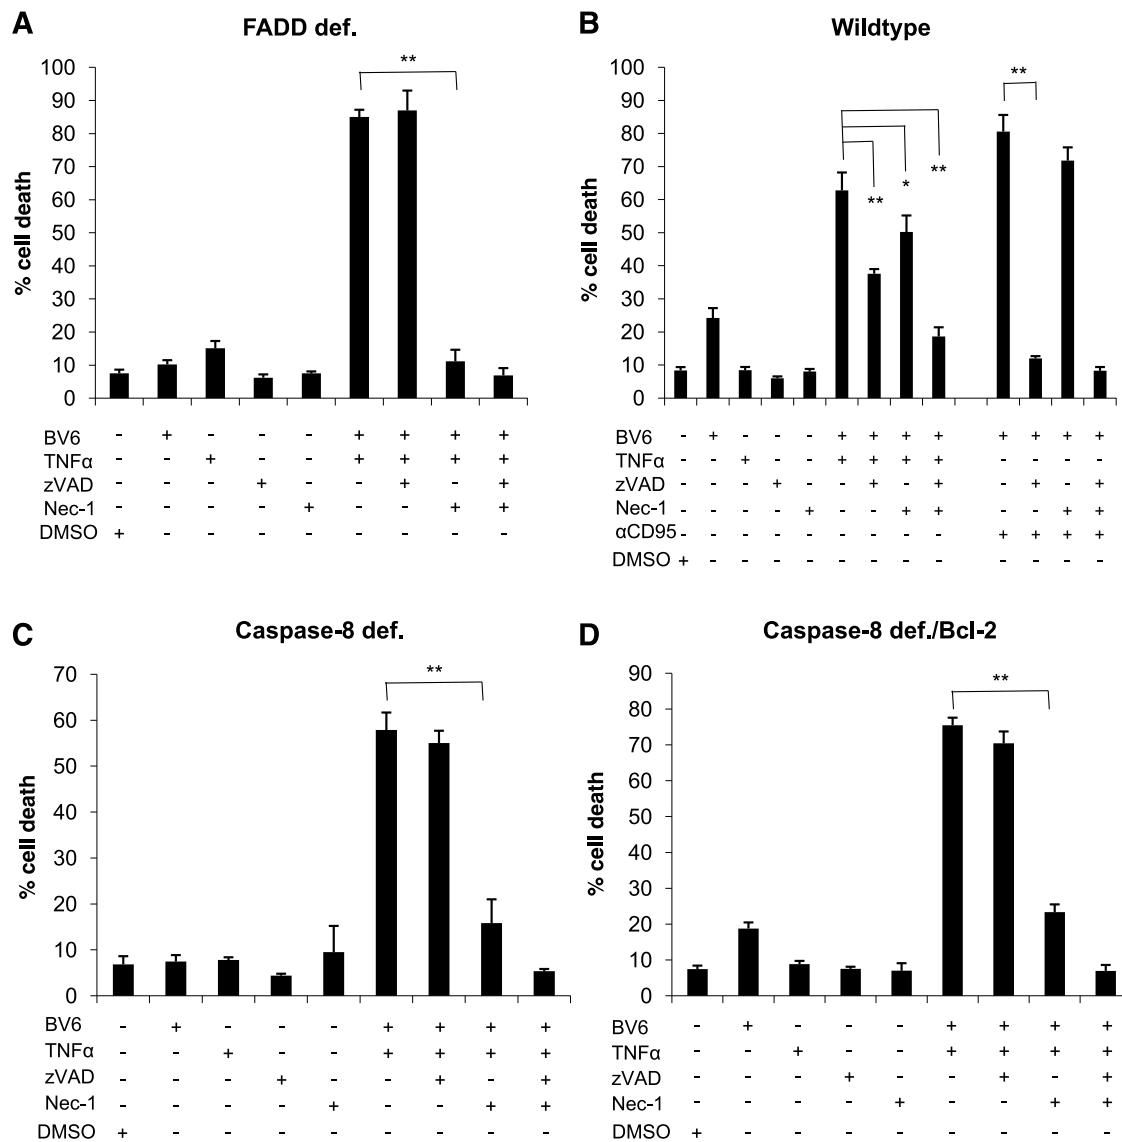 A
FADD def.
% cell death
100
90
80
70
60
50
40
30
20
10
0
**
BV6 - + - - - + + + +
TNFα - - + - - + + + +
zVAD - - - + - - + - +
Nec-1 - - - - + - - + +
DMSO + - - - - - - - -
B
Wildtype
% cell death
100
90
80
70
60
50
40
30
20
10
0
**
**
*
**
BV6 - + - - - + + + + + + + +
TNFα - - + - - + + + + - - - -
zVAD - - - + - - + - + - + - +
Nec-1 - - - - + - - + + - - + +
αCD95 - - - - - - - - - + + + +
DMSO + - - - - - - - - - - - -
C
Caspase-8 def.
% cell death
70
60
50
40
30
20
10
0
**
BV6 - + - - - + + + +
TNFα - - + - - + + + +
zVAD - - - + - - + - +
Nec-1 - - - - + - - + +
DMSO + - - - - - - - -
D
Caspase-8 def./Bcl-2
% cell death
90
80
70
60
50
40
30
20
10
0
**
BV6 - + - - - + + + +
TNFα - - + - - + + + +
zVAD - - - + - - + - +
Nec-1 - - - - + - - + +
DMSO + - - - - - - - -